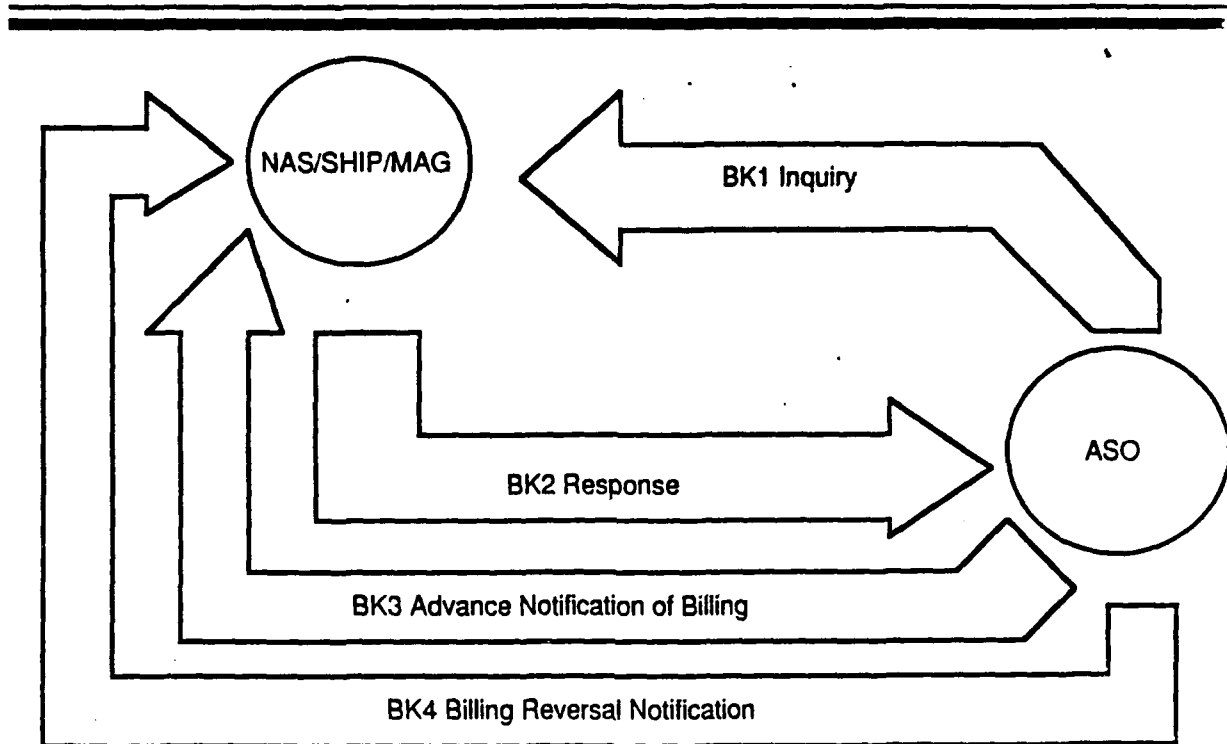 NAS/SHIP/MAG
BK1 Inquiry
ASO
BK2 Response
BK3 Advance Notification of Billing
BK4 Billing Reversal Notification